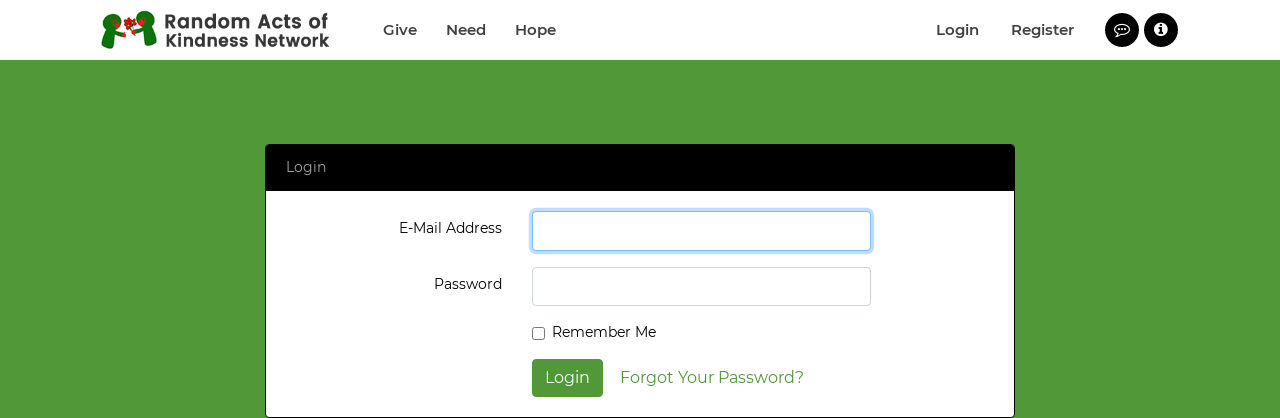 Random Acts of
Kindness Network
Give Need Hope
Login Register
Login
E-Mail Address
Password
Remember Me
Login Forgot Your Password?